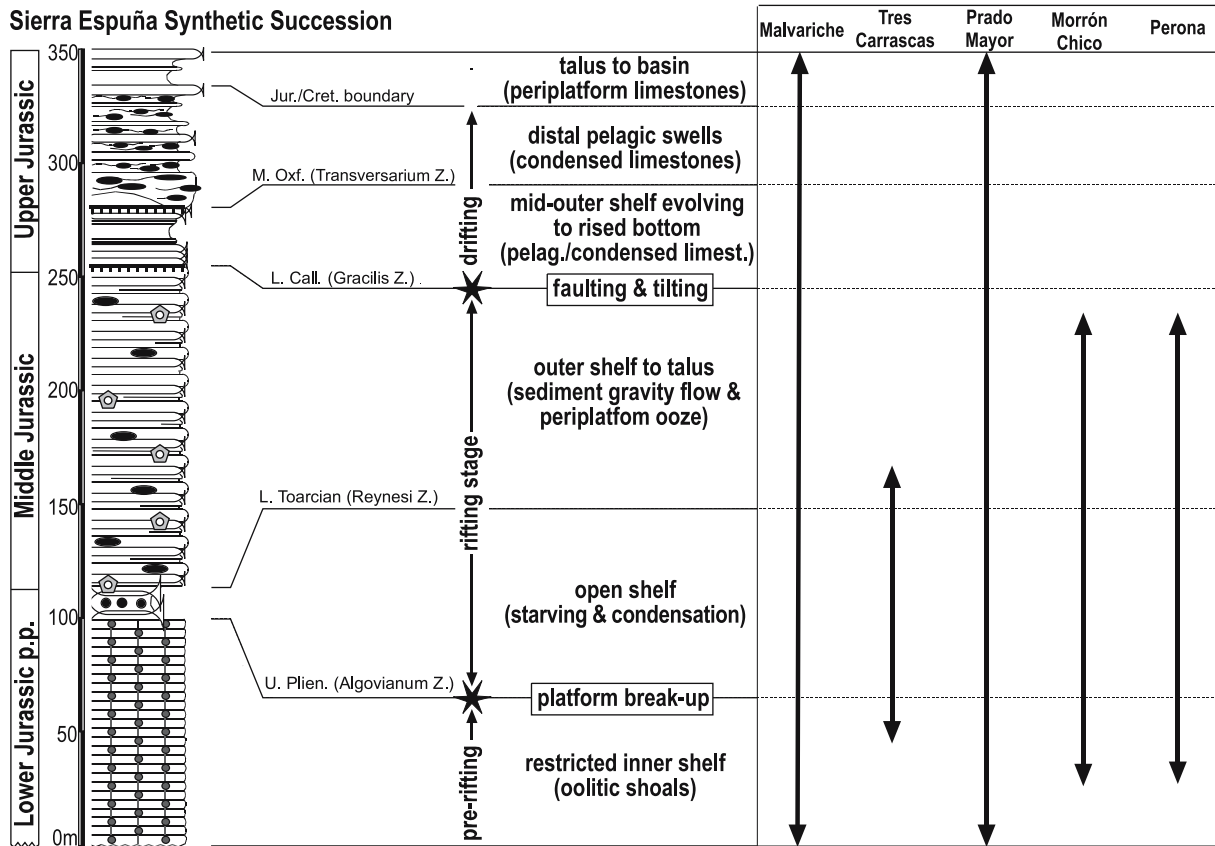 Sierra Espuña Synthetic Succession
Malvariche
Tres
Carrascas
Prado
Mayor
Morrón
Chico
Perona
Upper Jurassic
Middle Jurassic
Lower Jurassic p.p.
350
300
250
200
150
100
50
0m
Jur./Cret. boundary
M. Oxf. (Transversarium Z.)
L. Call. (Gracilis Z.)
L. Toarcian (Reynesi Z.)
U. Plien. (Algovianum Z.)
drifting
rifting stage
pre-rifting
talus to basin
(periplatform limestones)
distal pelagic swells
(condensed limestones)
mid-outer shelf evolving
to rised bottom
(pelag./condensed limest.)
faulting & tilting
outer shelf to talus
(sediment gravity flow &
periplatfom ooze)
open shelf
(starving & condensation)
platform break-up
restricted inner shelf
(oolitic shoals)